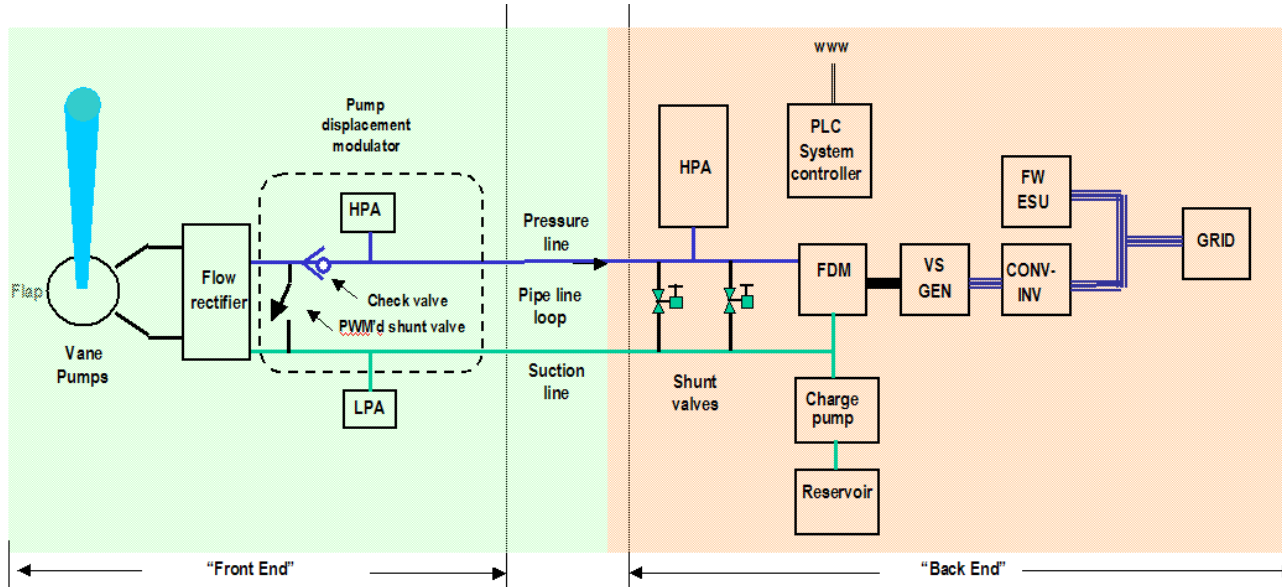 www
Pump
displacement
modulator
HPA
HPA
PLC
System
controller
FW
ESU
GRID
Pressure
line
Flow
rectifier
Flap
Check valve
PWM'd shunt valve
Pipe line
loop
FDM
VS
GEN
CONV-
INV
Vane
Pumps
LPA
Suction
line
Shunt
valves
Charge
pump
Reservoir
“Front End”
“Back End”